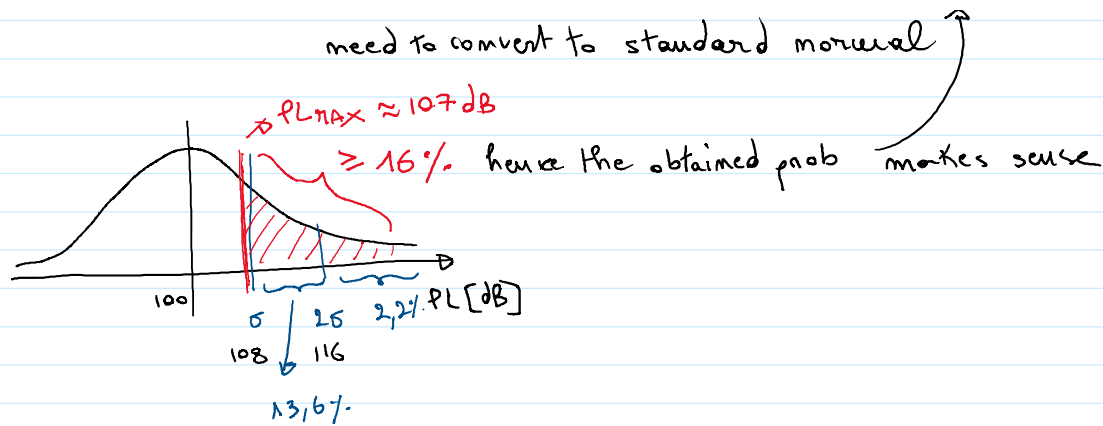 need to convert to standard normal
PLMAX ≈ 107 dB
≥ 16% hence the obtained prob makes sense
100
σ 2σ 2,2% PL [dB]
108 116
13,6%